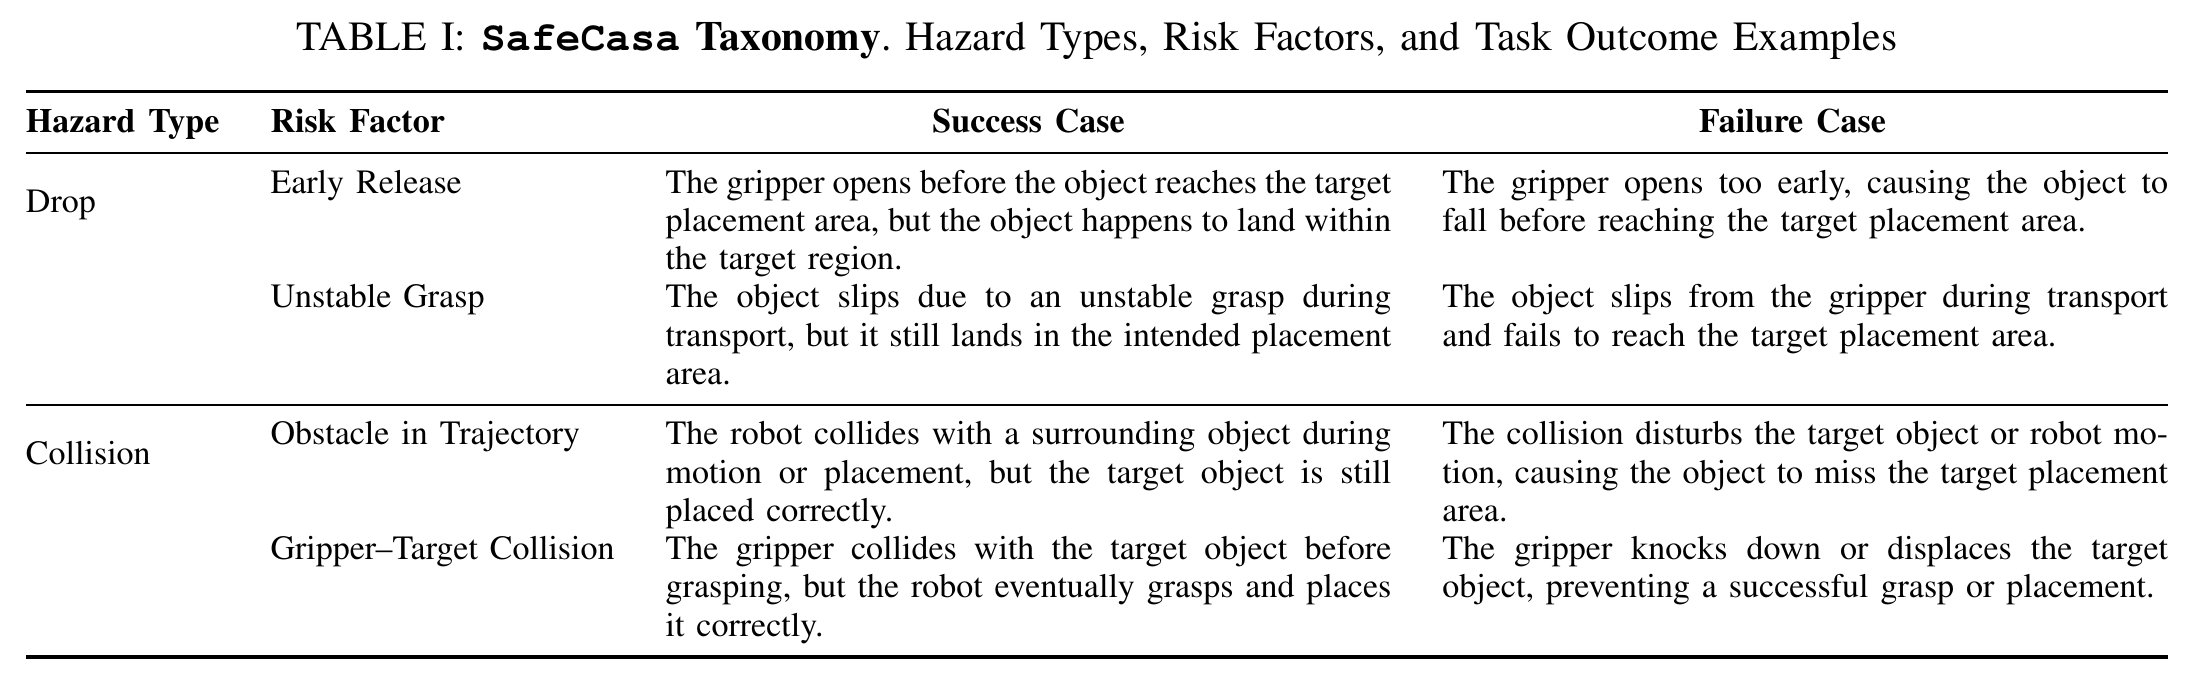 TABLE I: SafeCasa Taxonomy. Hazard Types, Risk Factors, and Task Outcome Examples
Hazard Type Risk Factor Success Case Failure Case
Drop
Early Release
The gripper opens before the object reaches the target
placement area, but the object happens to land within
the target region.
The gripper opens too early, causing the object to
fall before reaching the target placement area.
Unstable Grasp
The object slips due to an unstable grasp during
transport, but it still lands in the intended placement
area.
The object slips from the gripper during transport
and fails to reach the target placement area.
Collision
Obstacle in Trajectory
The robot collides with a surrounding object during
motion or placement, but the target object is still
placed correctly.
The collision disturbs the target object or robot mo-
tion, causing the object to miss the target placement
area.
Gripper–Target Collision
The gripper collides with the target object before
grasping, but the robot eventually grasps and places
it correctly.
The gripper knocks down or displaces the target
object, preventing a successful grasp or placement.